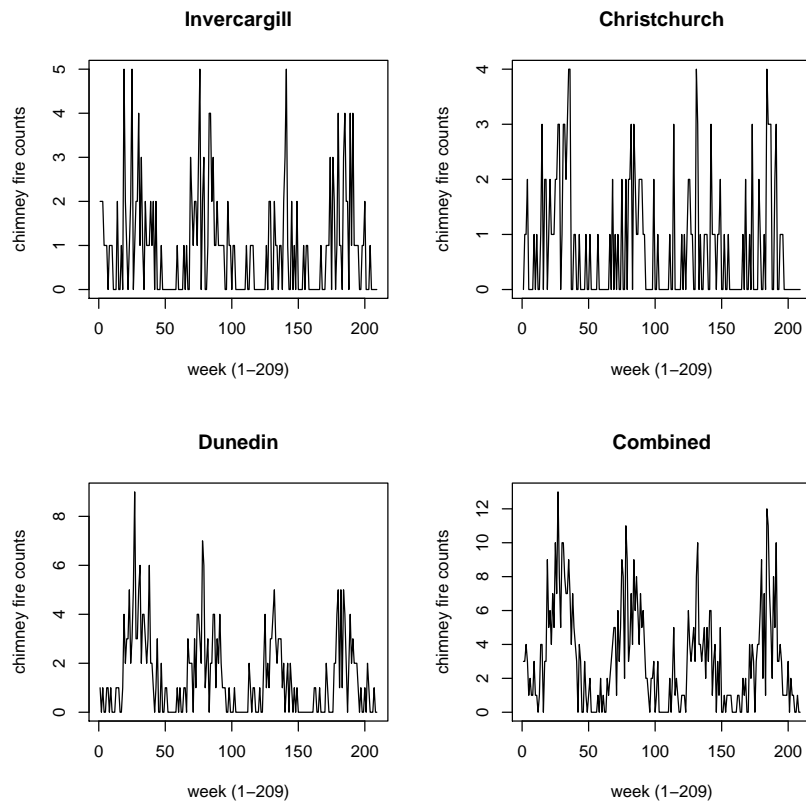 Invercargill
chimney fire counts
0 1 2 3 4 5
0 50 100 150 200
week (1−209)
Christchurch
chimney fire counts
0 1 2 3 4
0 50 100 150 200
week (1−209)
Dunedin
chimney fire counts
0 2 4 6 8
0 50 100 150 200
week (1−209)
Combined
chimney fire counts
0 2 4 6 8 10 12
0 50 100 150 200
week (1−209)